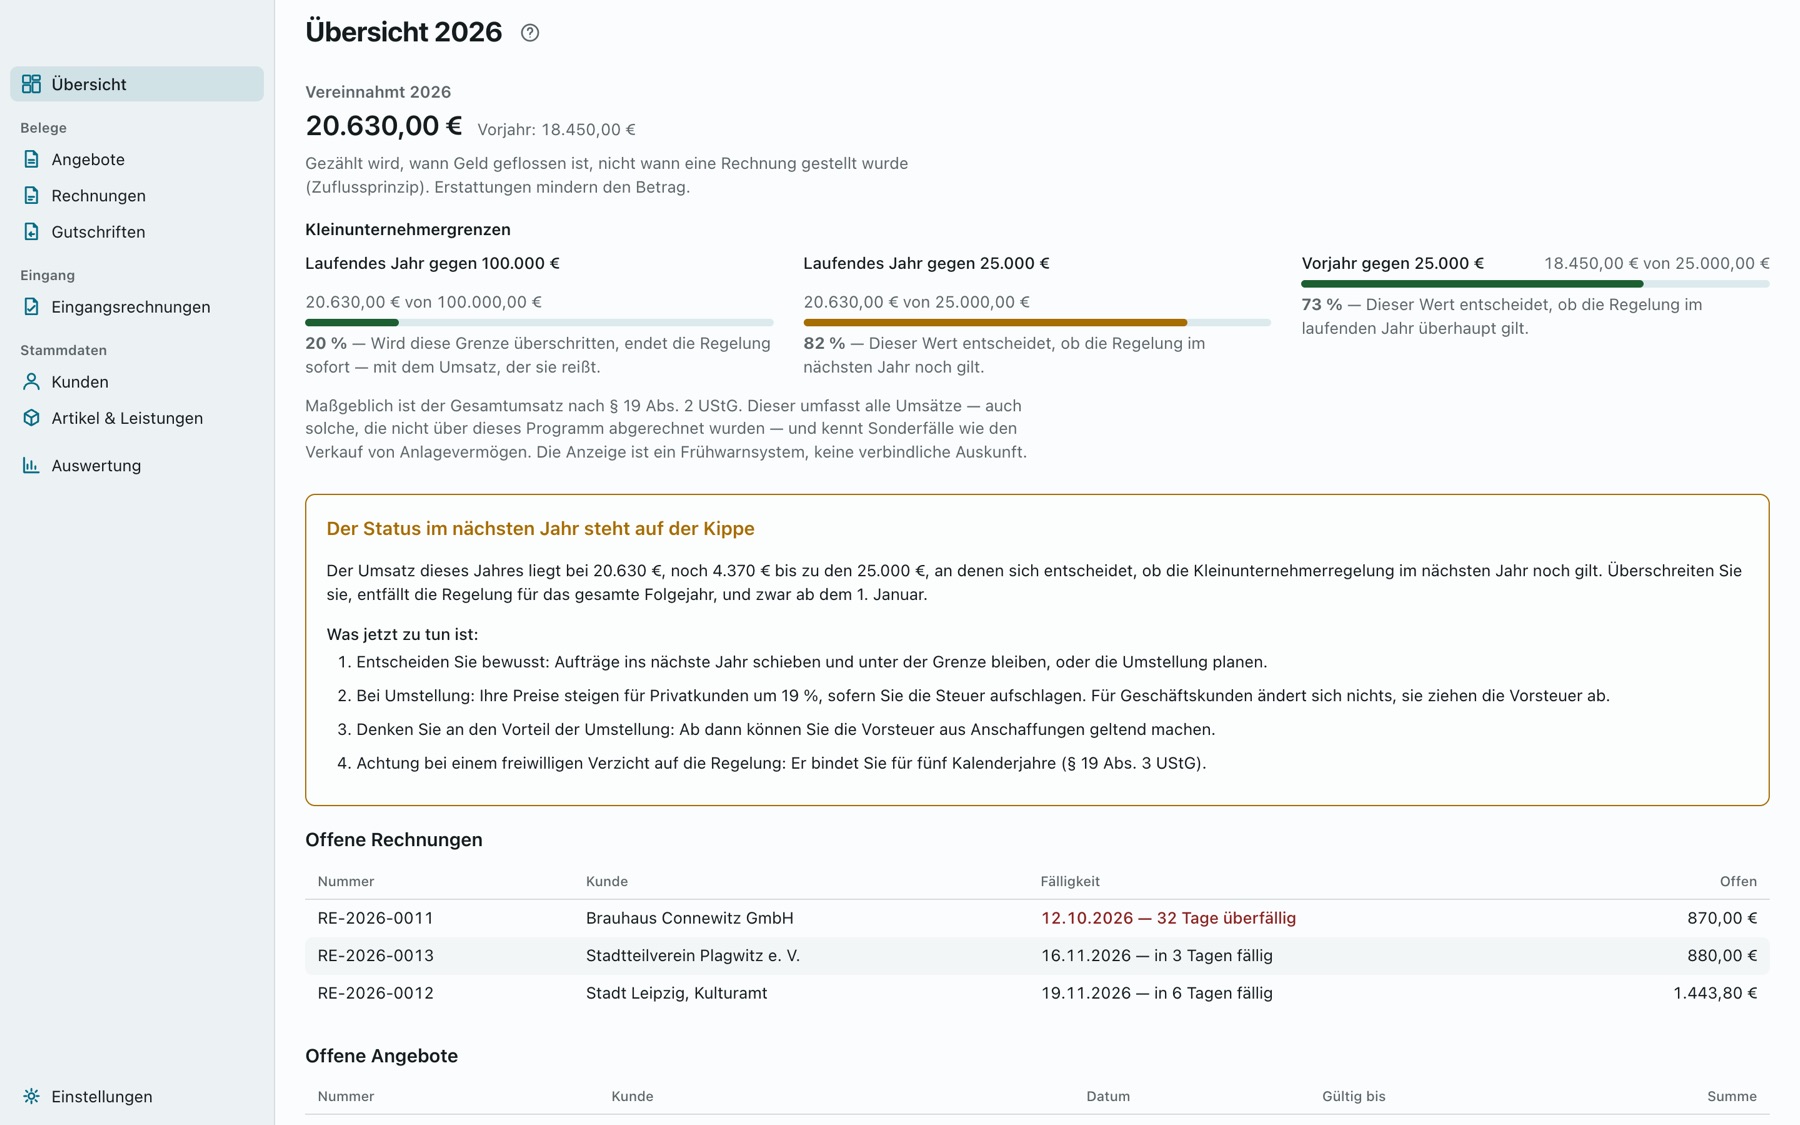 Übersicht
Belege
Angebote
Rechnungen
Gutschriften
Eingang
Eingangsrechnungen
Stammdaten
Kunden
Artikel & Leistungen
Auswertung
Einstellungen
Übersicht 2026
Vereinnahmt 2026
20.630,00 € Vorjahr: 18.450,00 €
Gezählt wird, wann Geld geflossen ist, nicht wann eine Rechnung gestellt wurde
(Zuflussprinzip). Erstattungen mindern den Betrag.
Kleinunternehmergrenzen
Laufendes Jahr gegen 100.000 €
20.630,00 € von 100.000,00 €
20 % — Wird diese Grenze überschritten, endet die Regelung
sofort — mit dem Umsatz, der sie reißt.
Laufendes Jahr gegen 25.000 €
20.630,00 € von 25.000,00 €
82 % — Dieser Wert entscheidet, ob die Regelung im
nächsten Jahr noch gilt.
Vorjahr gegen 25.000 € 18.450,00 € von 25.000,00 €
73 % — Dieser Wert entscheidet, ob die Regelung im
laufenden Jahr überhaupt gilt.
Maßgeblich ist der Gesamtumsatz nach § 19 Abs. 2 UStG. Dieser umfasst alle Umsätze — auch
solche, die nicht über dieses Programm abgerechnet wurden — und kennt Sonderfälle wie den
Verkauf von Anlagevermögen. Die Anzeige ist ein Frühwarnsystem, keine verbindliche Auskunft.
Der Status im nächsten Jahr steht auf der Kippe
Der Umsatz dieses Jahres liegt bei 20.630 €, noch 4.370 € bis zu den 25.000 €, an denen sich entscheidet, ob die Kleinunternehmerregelung im nächsten Jahr noch gilt. Überschreiten Sie
sie, entfällt die Regelung für das gesamte Folgejahr, und zwar ab dem 1. Januar.
Was jetzt zu tun ist:
1. Entscheiden Sie bewusst: Aufträge ins nächste Jahr schieben und unter der Grenze bleiben, oder die Umstellung planen.
2. Bei Umstellung: Ihre Preise steigen für Privatkunden um 19 %, sofern Sie die Steuer aufschlagen. Für Geschäftskunden ändert sich nichts, sie ziehen die Vorsteuer ab.
3. Denken Sie an den Vorteil der Umstellung: Ab dann können Sie die Vorsteuer aus Anschaffungen geltend machen.
4. Achtung bei einem freiwilligen Verzicht auf die Regelung: Er bindet Sie für fünf Kalenderjahre (§ 19 Abs. 3 UStG).
Offene Rechnungen
Nummer Kunde Fälligkeit Offen
RE-2026-0011 Brauhaus Connewitz GmbH 12.10.2026 — 32 Tage überfällig 870,00 €
RE-2026-0013 Stadtteilverein Plagwitz e. V. 16.11.2026 — in 3 Tagen fällig 880,00 €
RE-2026-0012 Stadt Leipzig, Kulturamt 19.11.2026 — in 6 Tagen fällig 1.443,80 €
Offene Angebote
Nummer Kunde Datum Gültig bis Summe